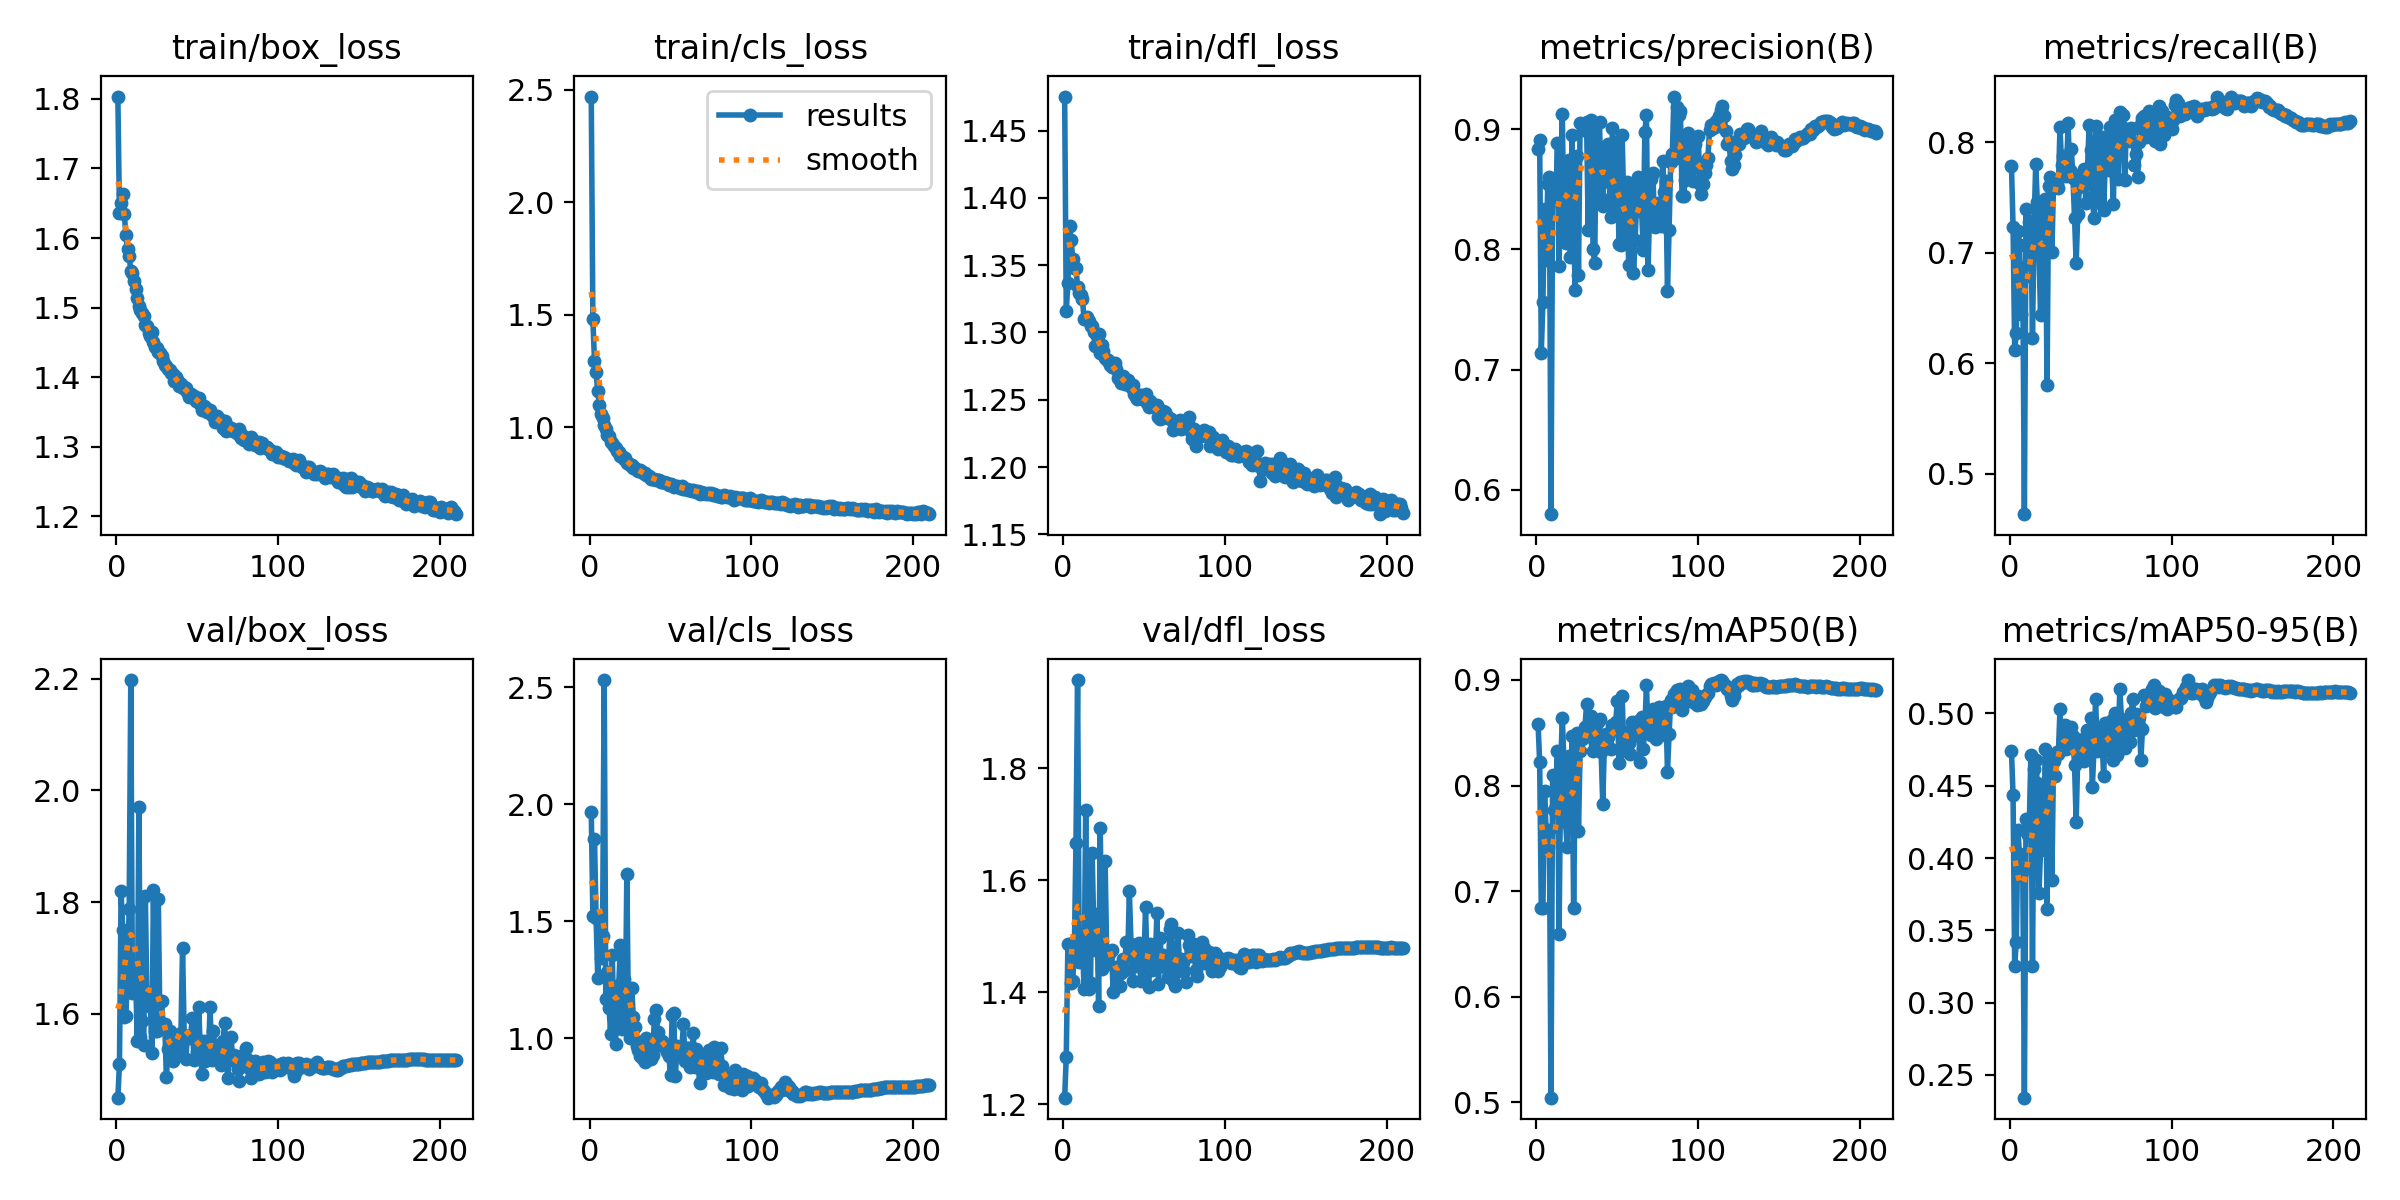 train/box_loss
1.8
1.7
1.6
1.5
1.4
1.3
1.2
0 100 200
train/cls_loss
results
smooth
2.5
2.0
1.5
1.0
0 100 200
train/dfl_loss
1.45
1.40
1.35
1.30
1.25
1.20
1.15
0 100 200
metrics/precision(B)
0.9
0.8
0.7
0.6
0 100 200
metrics/recall(B)
0.8
0.7
0.6
0.5
0 100 200
val/box_loss
2.2
2.0
1.8
1.6
0 100 200
val/cls_loss
2.5
2.0
1.5
1.0
0 100 200
val/dfl_loss
1.8
1.6
1.4
1.2
0 100 200
metrics/mAP50(B)
0.9
0.8
0.7
0.6
0.5
0 100 200
metrics/mAP50-95(B)
0.50
0.45
0.40
0.35
0.30
0.25
0 100 200